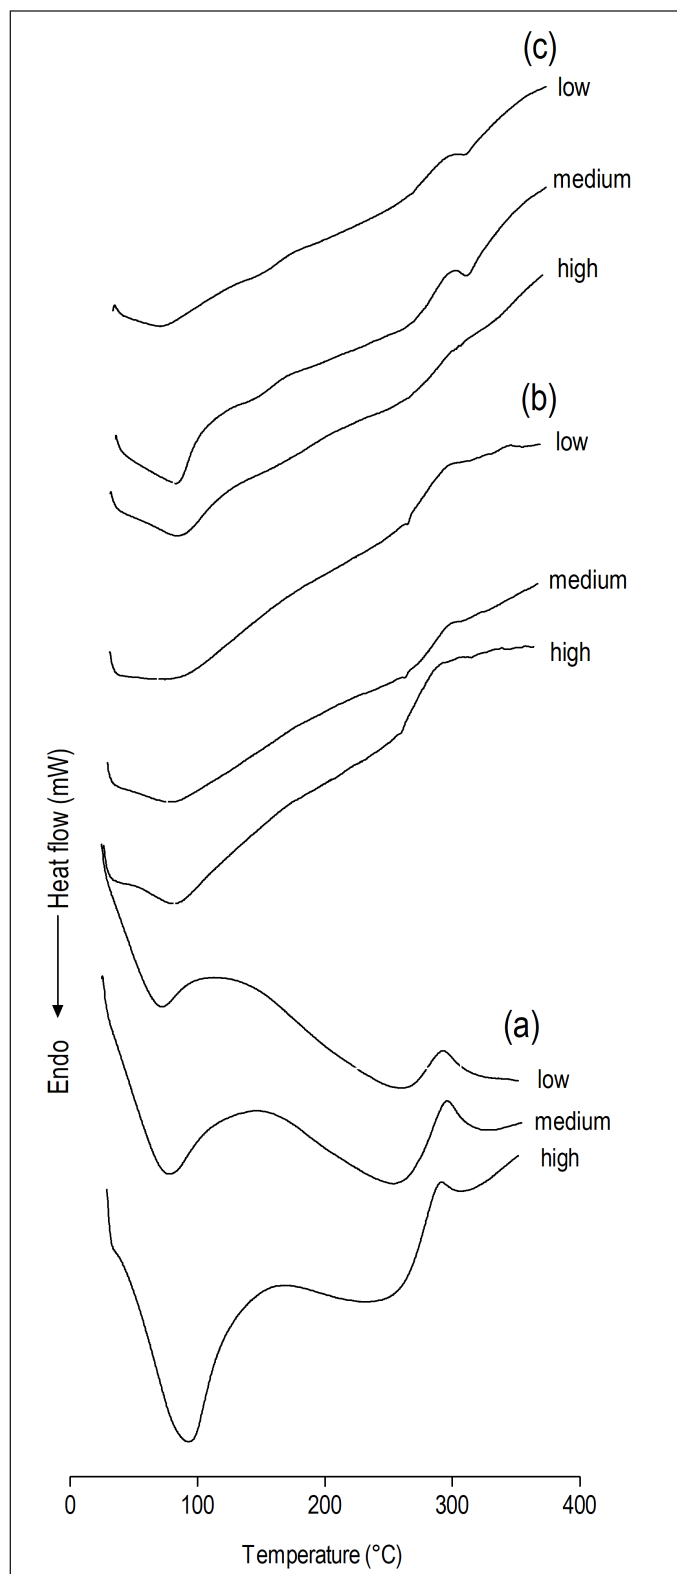 (c)
low
medium
high
(b)
low
medium
high
Heat flow (mW)
Endo
(a)
low
medium
high
0 100 200 300 400
Temperature (°C)